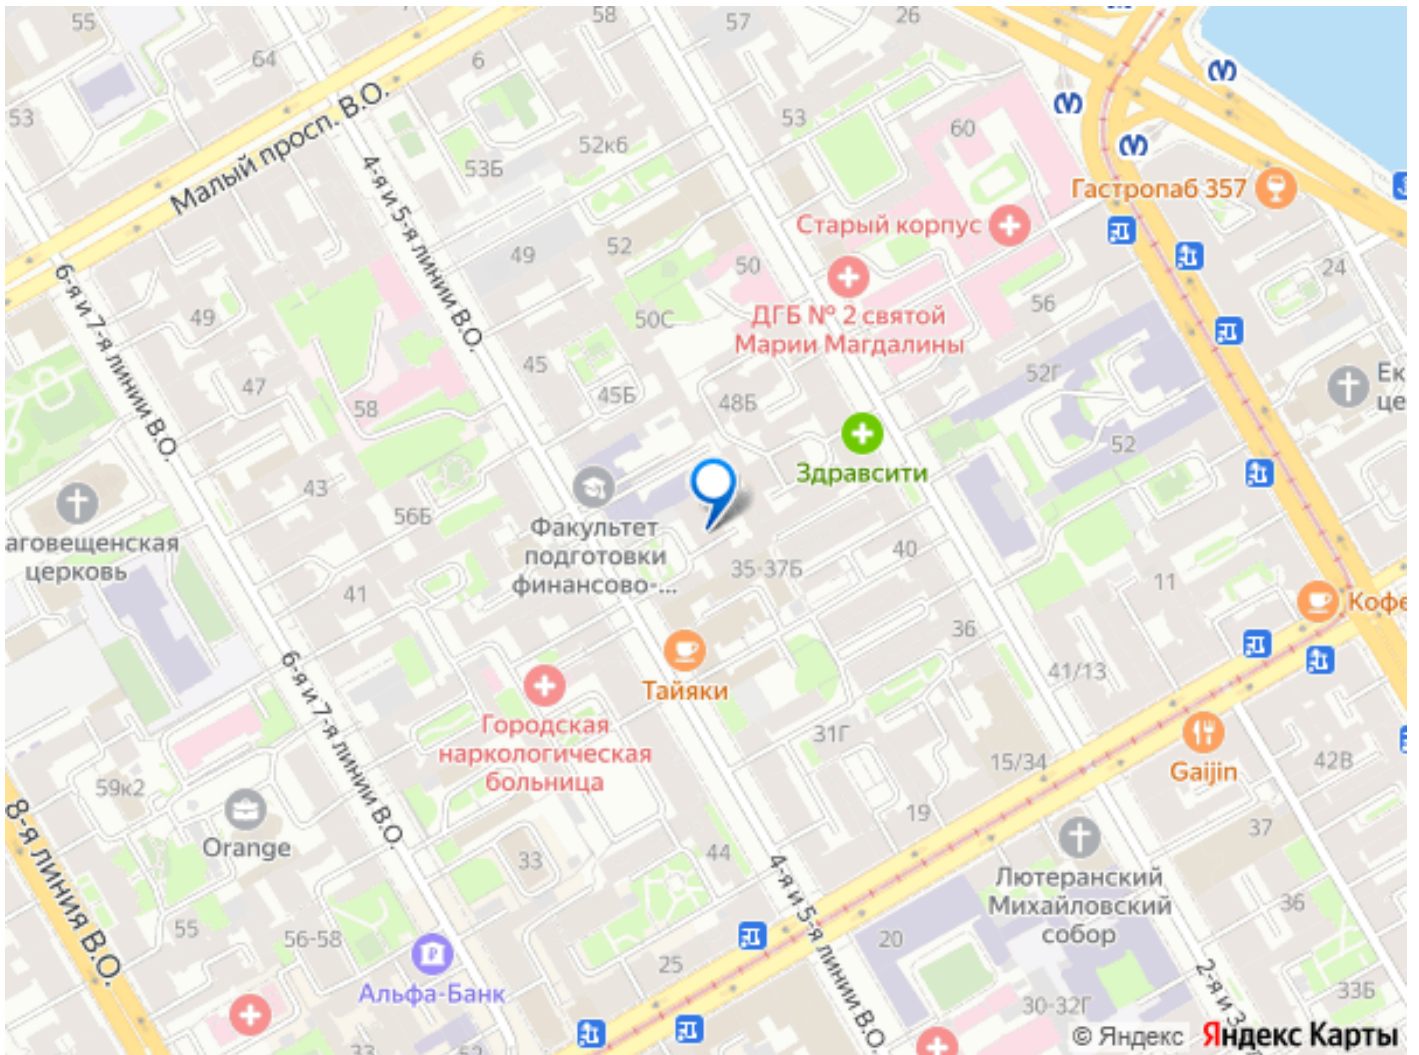 55
58
57
26
64
6
53
Малый просп. В.О.
4-я и 5-я линии В.О.
53Б
52к6
53
60
Гастропаб 357
Старый корпус
6-я и 7-я линии В.О.
49
52
50
24
49
50С
ДГБ № 2 святой
Марии Магдалины
56
45
47
58
45Б
48Б
52Г
Ек
це
52
Здравсити
43
56Б
аговещенская
церковь
Факультет
подготовки
финансово-...
35-37Б
40
11
41
Кофе
36
6-я и 7-я линии В.О.
Тайяки
41/13
Городская
наркологическая
больница
31Г
15/34
Gaijin
42В
59к2
8-я линия В.О.
Orange
19
37
33
44
4-я и 5-я линии В.О.
Лютеранский
Михайловский
собор
36
55
56-58
20
25
2-я и 3
Альфа-Банк
30-32Г
33Б
33
52
© Яндекс Яндекс Карты